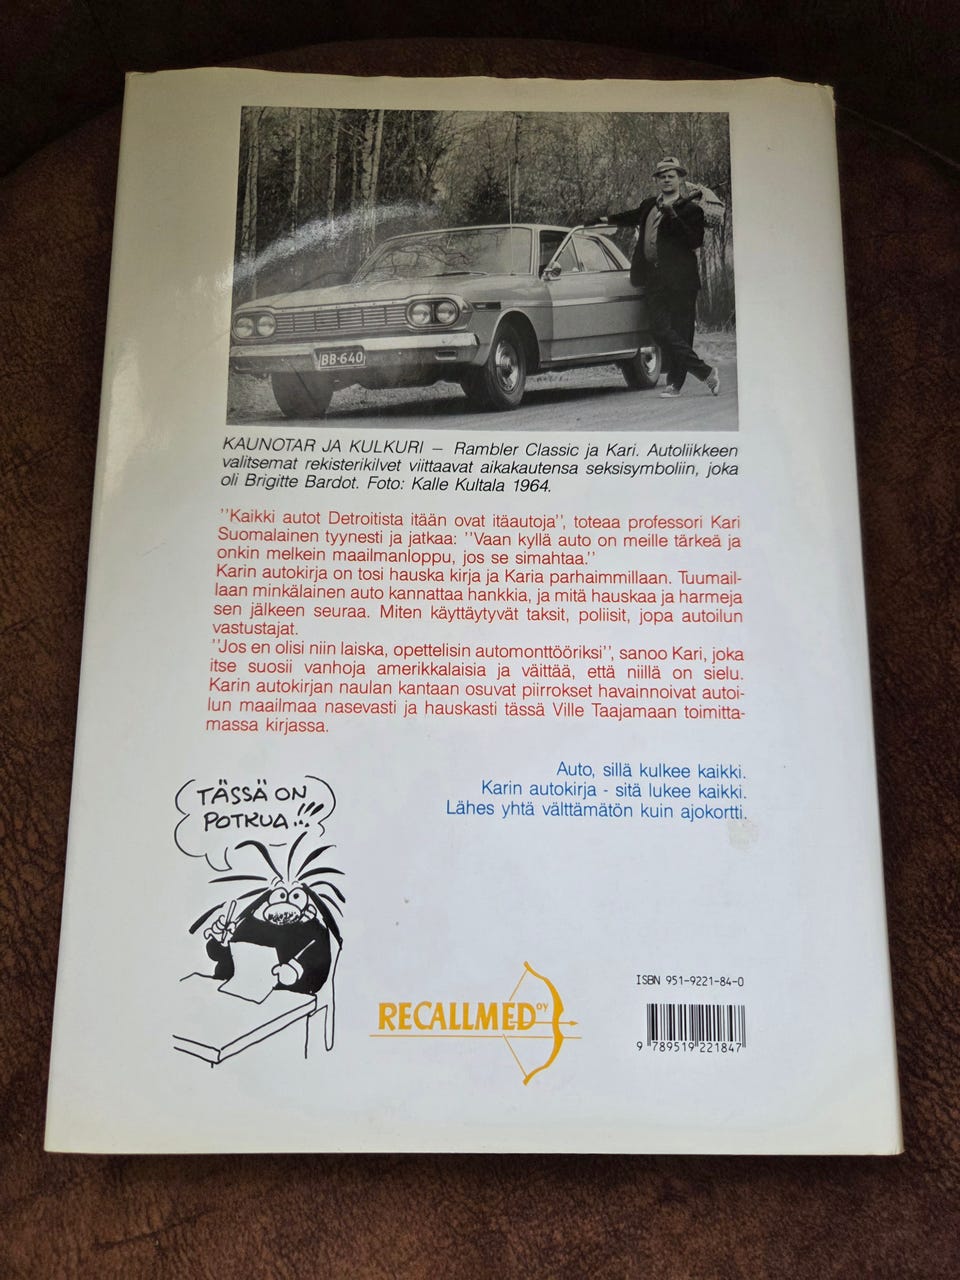 BB-640
KAUNOTAR JA KULKURI – Rambler Classic ja Kari. Autoliikkeen
valitsemat rekisterikilvet viittaavat aikakautensa seksisymboliin, joka
oli Brigitte Bardot. Foto: Kalle Kultala 1964.
''Kaikki autot Detroitista itään ovat itäautoja'', toteaa professori Kari
Suomalainen tyynesti ja jatkaa: ''Vaan kyllä auto on meille tärkeä ja
onkin melkein maailmanloppu, jos se simahtaa.''
Karin autokirja on tosi hauska kirja ja Karia parhaimmillaan. Tuumail-
laan minkälainen auto kannattaa hankkia, ja mitä hauskaa ja harmeja
sen jälkeen seuraa. Miten käyttäytyvät taksit, poliisit, jopa autoilun
vastustajat.
''Jos en olisi niin laiska, opettelisin automonttööriksi'', sanoo Kari, joka
itse suosii vanhoja amerikkalaisia ja väittää, että niillä on sielu.
Karin autokirjan naulan kantaan osuvat piirrokset havainnoivat autoi-
lun maailmaa nasevasti ja hauskasti tässä Ville Taajamaan toimitta-
massa kirjassa.
Auto, sillä kulkee kaikki.
Karin autokirja - sitä lukee kaikki.
Lähes yhtä välttämätön kuin ajokortti.
TÄSSÄ ON
POTKUA!!!
RECALLMED OY
ISBN 951-9221-84-0
9 789519 221847